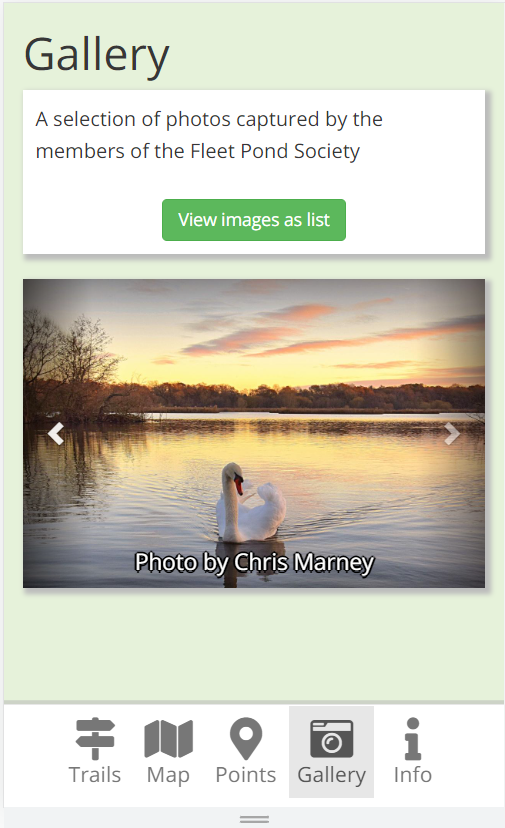 Gallery
A selection of photos captured by the
members of the Fleet Pond Society
View images as list
Photo by Chris Marney
Trails
Map
Points
Gallery
Info